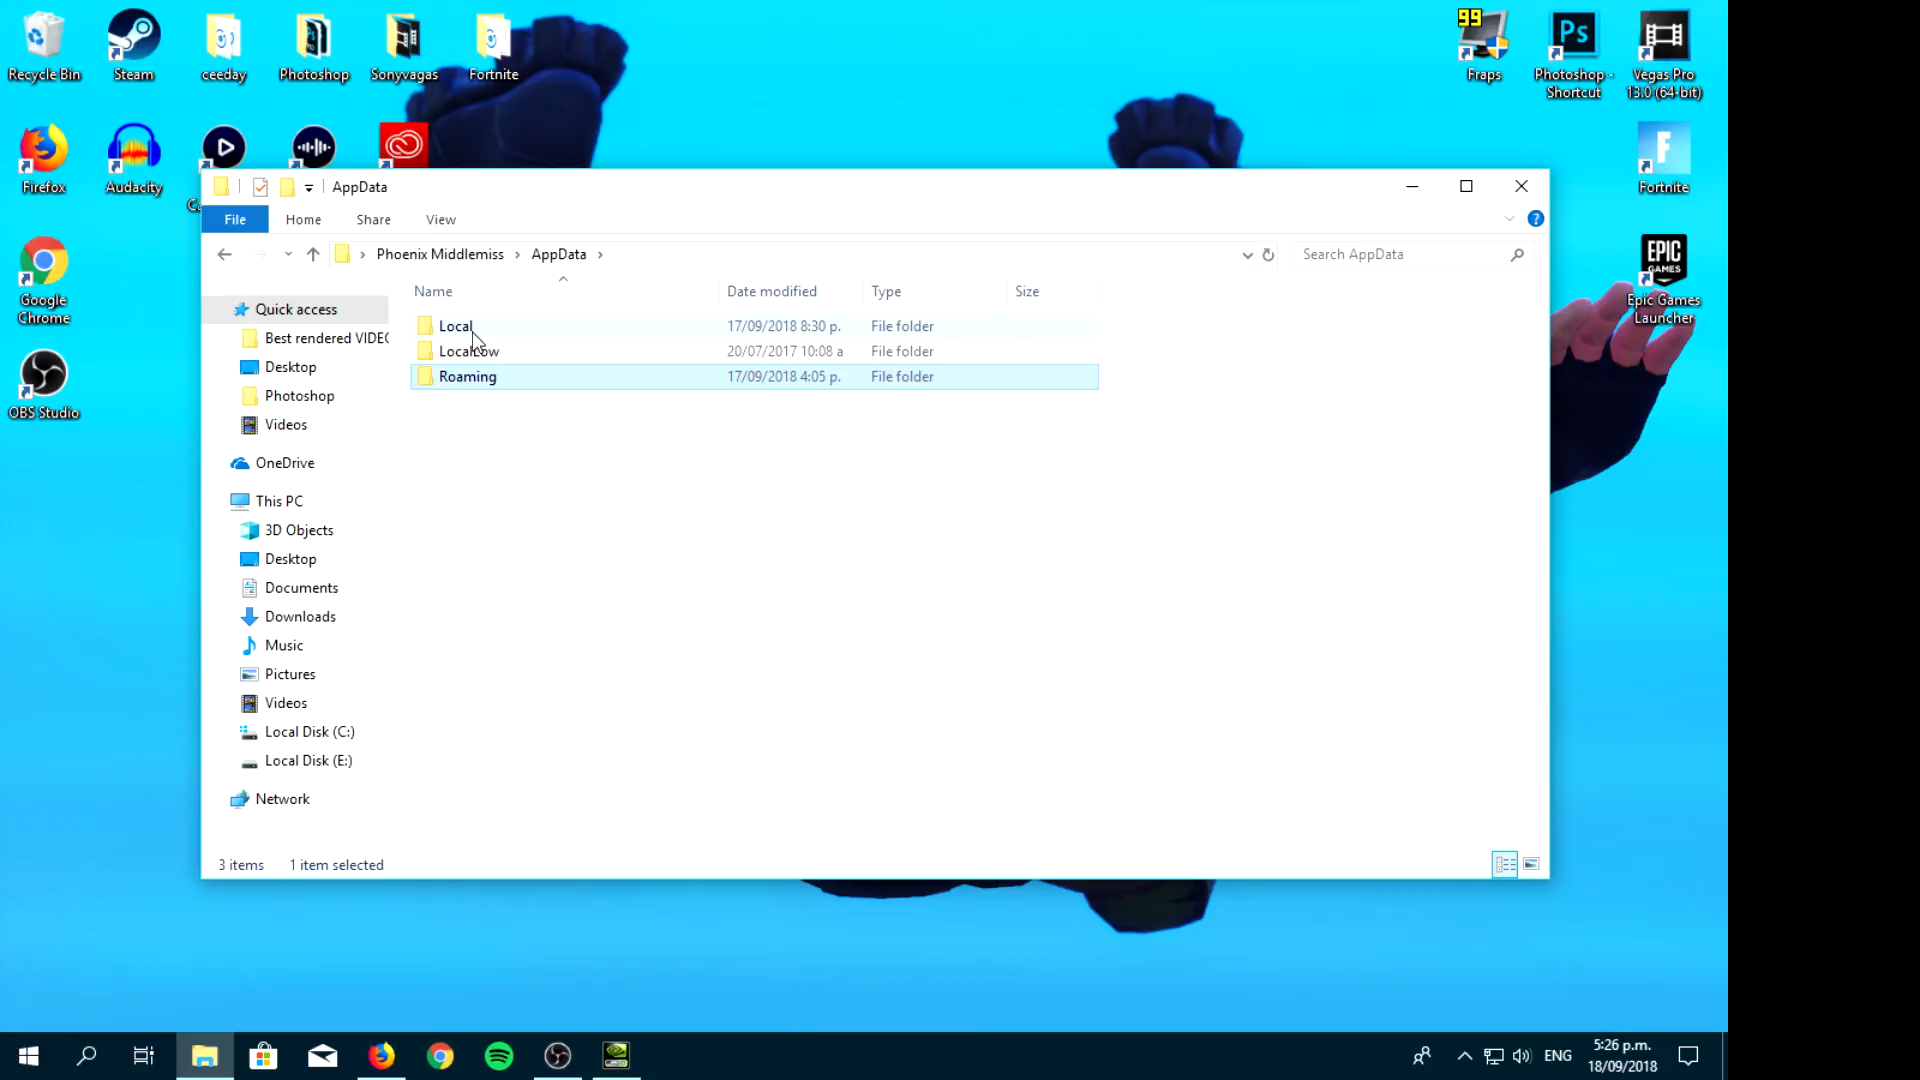 Recycle Bin
Steam
ceeday
Photoshop
Sonyvagas
Fortnite
99
Fraps
Ps
Photoshop - Shortcut
Vegas Pro 13.0 (64-bit)
Firefox
Audacity
F
Fortnite
Google Chrome
EPIC GAMES
Epic Games Launcher
OBS Studio
AppData
File
Home
Share
View
Phoenix Middlemiss
AppData
Search AppData
Name
Date modified
Type
Size
Local
17/09/2018 8:30 p.
File folder
LocalLow
20/07/2017 10:08 a
File folder
Roaming
17/09/2018 4:05 p.
File folder
Quick access
Best rendered VIDEO
Desktop
Photoshop
Videos
OneDrive
This PC
3D Objects
Desktop
Documents
Downloads
Music
Pictures
Videos
Local Disk (C:)
Local Disk (E:)
Network
3 items
1 item selected
ENG
5:26 p.m.
18/09/2018